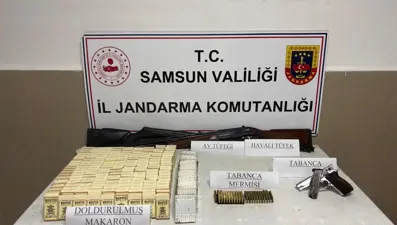 T.C.
SAMSUN VALİLİĞİ
İL JANDARMA KOMUTANLIĞI
AV TÜFEĞİ
HAVALI TÜFEK
TABANCA
TABANCA
MERMİSİ
DOLDURULMUŞ
MAKARON